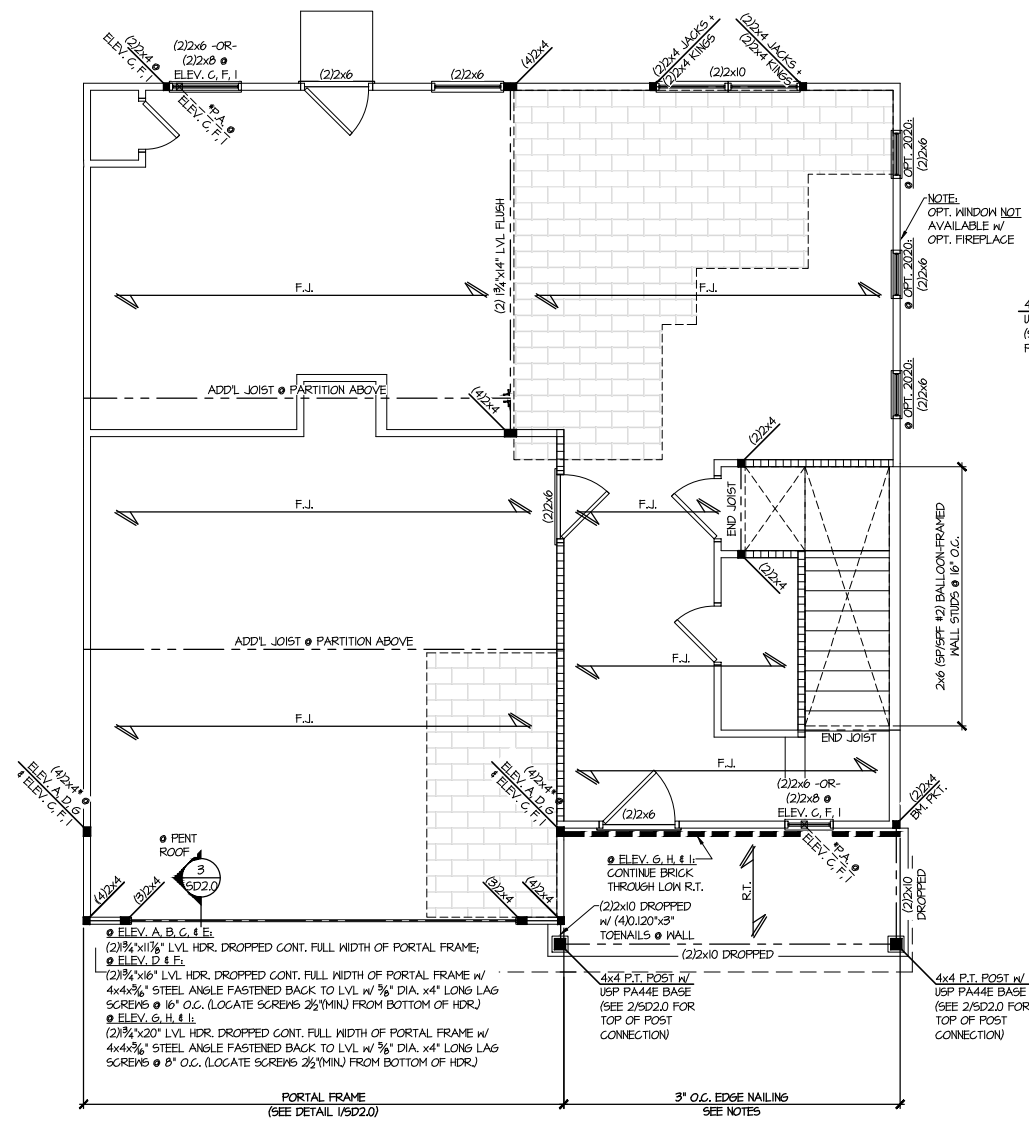 (2)2x4 @
ELEV. C, F, I
(2)2x6 -OR-
(2)2x8 @
ELEV. C, F, I
"P.A. @
ELEV. C, F, I
(2)2x6
(2)2x6
(4)2x4
(2)2x4 JACKS +
(2)2x4 KINGS
(2)2x10
(2)2x4 JACKS +
(2)2x4 KINGS
@ OPT. 2020:
(2)2x6
NOTE:
OPT. WINDOW NOT
AVAILABLE W/
OPT. FIREPLACE
@ OPT. 2020:
(2)2x6
@ OPT. 2020:
(2)2x6
(2) 1¾"x14" LVL FLUSH
F.J.
F.J.
ADD'L JOIST @ PARTITION ABOVE
(4)2x4
(2)2x4
F.J.
(2)2x6
F.J.
END JOIST
(2)2x4
2x6 (SP/SPF #2) BALLOON-FRAMED
WALL STUDS @ 16" O.C.
ADD'L JOIST @ PARTITION ABOVE
F.J.
F.J.
END JOIST
F.J.
(4)2x4" @
ELEV. A, D, G
& ELEV. C, F, I
(4)2x4" @
ELEV. A, D, G
& ELEV. C, F, I
(2)2x6
(2)2x6 -OR-
(2)2x8 @
ELEV. C, F, I
"P.A. @
ELEV. C, F, I
(2)2x4
BM. PKT.
@ PENT
ROOF
3
SD2.0
(4)2x4
(3)2x4
(3)2x4
(4)2x4
@ ELEV. G, H, & I:
CONTINUE BRICK
THROUGH LOW R.T.
R.T.
(2)2x10
DROPPED
(2)2x10 DROPPED
W/ (4)0.120"x3"
TOENAILS @ WALL
(2)2x10 DROPPED
@ ELEV. A, B, C, & E:
(2)1¾"x11⅞" LVL HDR. DROPPED CONT. FULL WIDTH OF PORTAL FRAME;
@ ELEV. D & F:
(2)1¾"x16" LVL HDR. DROPPED CONT. FULL WIDTH OF PORTAL FRAME W/
4x4x5/16" STEEL ANGLE FASTENED BACK TO LVL W/ ⅝" DIA. x4" LONG LAG
SCREWS @ 16" O.C. (LOCATE SCREWS 2½"(MIN.) FROM BOTTOM OF HDR.)
@ ELEV. G, H, & I:
(2)1¾"x20" LVL HDR. DROPPED CONT. FULL WIDTH OF PORTAL FRAME W/
4x4x5/16" STEEL ANGLE FASTENED BACK TO LVL W/ ⅝" DIA. x4" LONG LAG
SCREWS @ 8" O.C. (LOCATE SCREWS 2½"(MIN.) FROM BOTTOM OF HDR.)
4x4 P.T. POST W/
USP PA44E BASE
(SEE 2/SD2.0 FOR
TOP OF POST
CONNECTION)
4x4 P.T. POST W/
USP PA44E BASE
(SEE 2/SD2.0 FOR
TOP OF POST
CONNECTION)
PORTAL FRAME
(SEE DETAIL 1/SD2.0)
3" O.C. EDGE NAILING
SEE NOTES